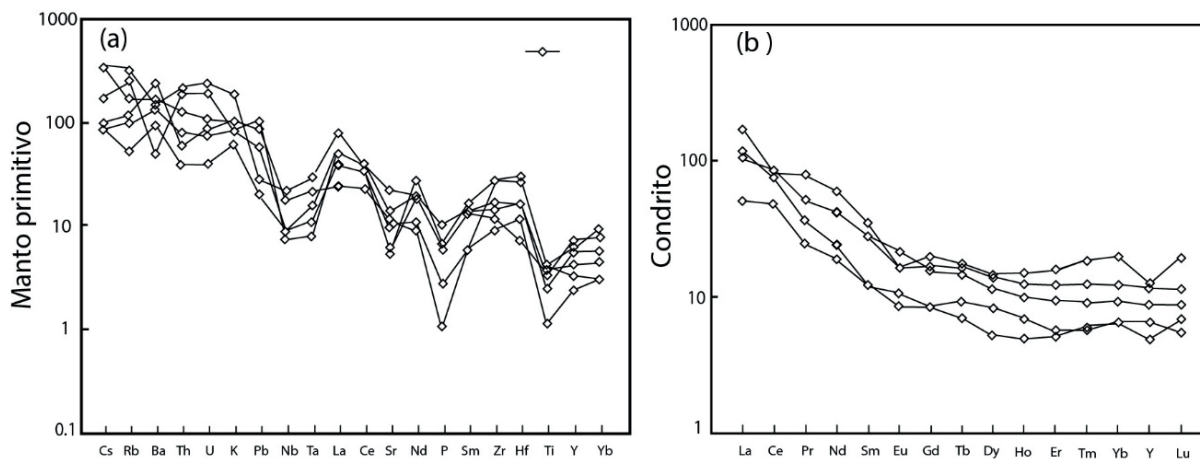 (a)
Manto primitivo
1000
100
10
1
0.1
Cs Rb Ba Th U K Pb Nb Ta La Ce Sr Nd P Sm Zr Hf Ti Y Yb
(b )
Condrito
1000
100
10
1
La Ce Pr Nd Sm Eu Gd Tb Dy Ho Er Tm Yb Y Lu